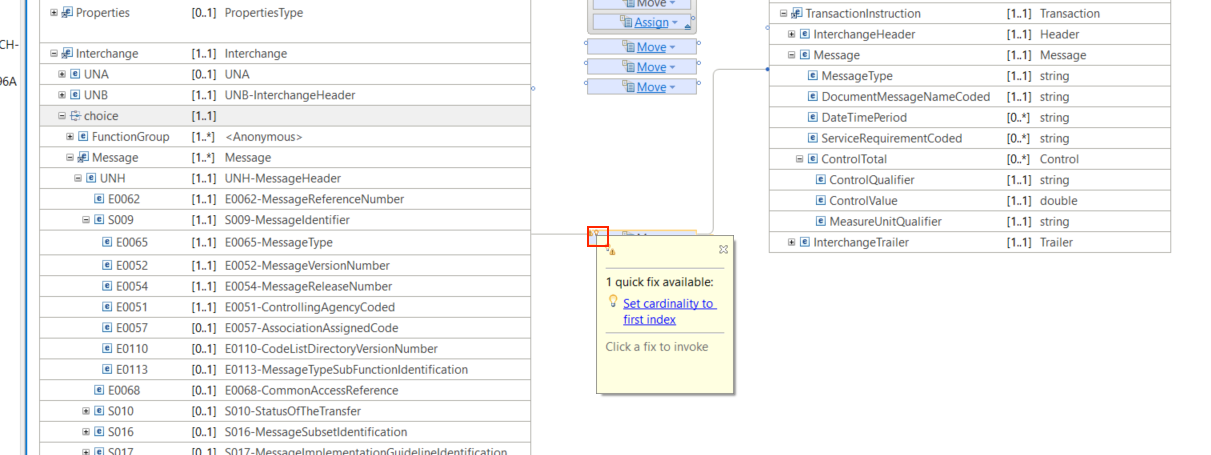 Properties [0..1] PropertiesType
Interchange [1..1] Interchange
UNA [0..1] UNA
UNB [1..1] UNB-InterchangeHeader
choice [1..1]
FunctionGroup [1..*] <Anonymous>
Message [1..*] Message
UNH [1..1] UNH-MessageHeader
E0062 [1..1] E0062-MessageReferenceNumber
S009 [1..1] S009-MessageIdentifier
E0065 [1..1] E0065-MessageType
E0052 [1..1] E0052-MessageVersionNumber
E0054 [1..1] E0054-MessageReleaseNumber
E0051 [1..1] E0051-ControllingAgencyCoded
E0057 [0..1] E0057-AssociationAssignedCode
E0110 [0..1] E0110-CodeListDirectoryVersionNumber
E0113 [0..1] E0113-MessageTypeSubFunctionIdentification
E0068 [0..1] E0068-CommonAccessReference
S010 [0..1] S010-StatusOfTheTransfer
S016 [0..1] S016-MessageSubsetIdentification
S017 [0..1] S017-MessageImplementationGuidelineIdentification
CH-
96A
Move
Assign
Move
Move
Move
1 quick fix available:
Set cardinality to
first index
Click a fix to invoke
TransactionInstruction [1..1] Transaction
InterchangeHeader [1..1] Header
Message [1..1] Message
MessageType [1..1] string
DocumentMessageNameCoded [1..1] string
DateTimePeriod [0..*] string
ServiceRequirementCoded [0..*] string
ControlTotal [0..*] Control
ControlQualifier [1..1] string
ControlValue [1..1] double
MeasureUnitQualifier [1..1] string
InterchangeTrailer [1..1] Trailer